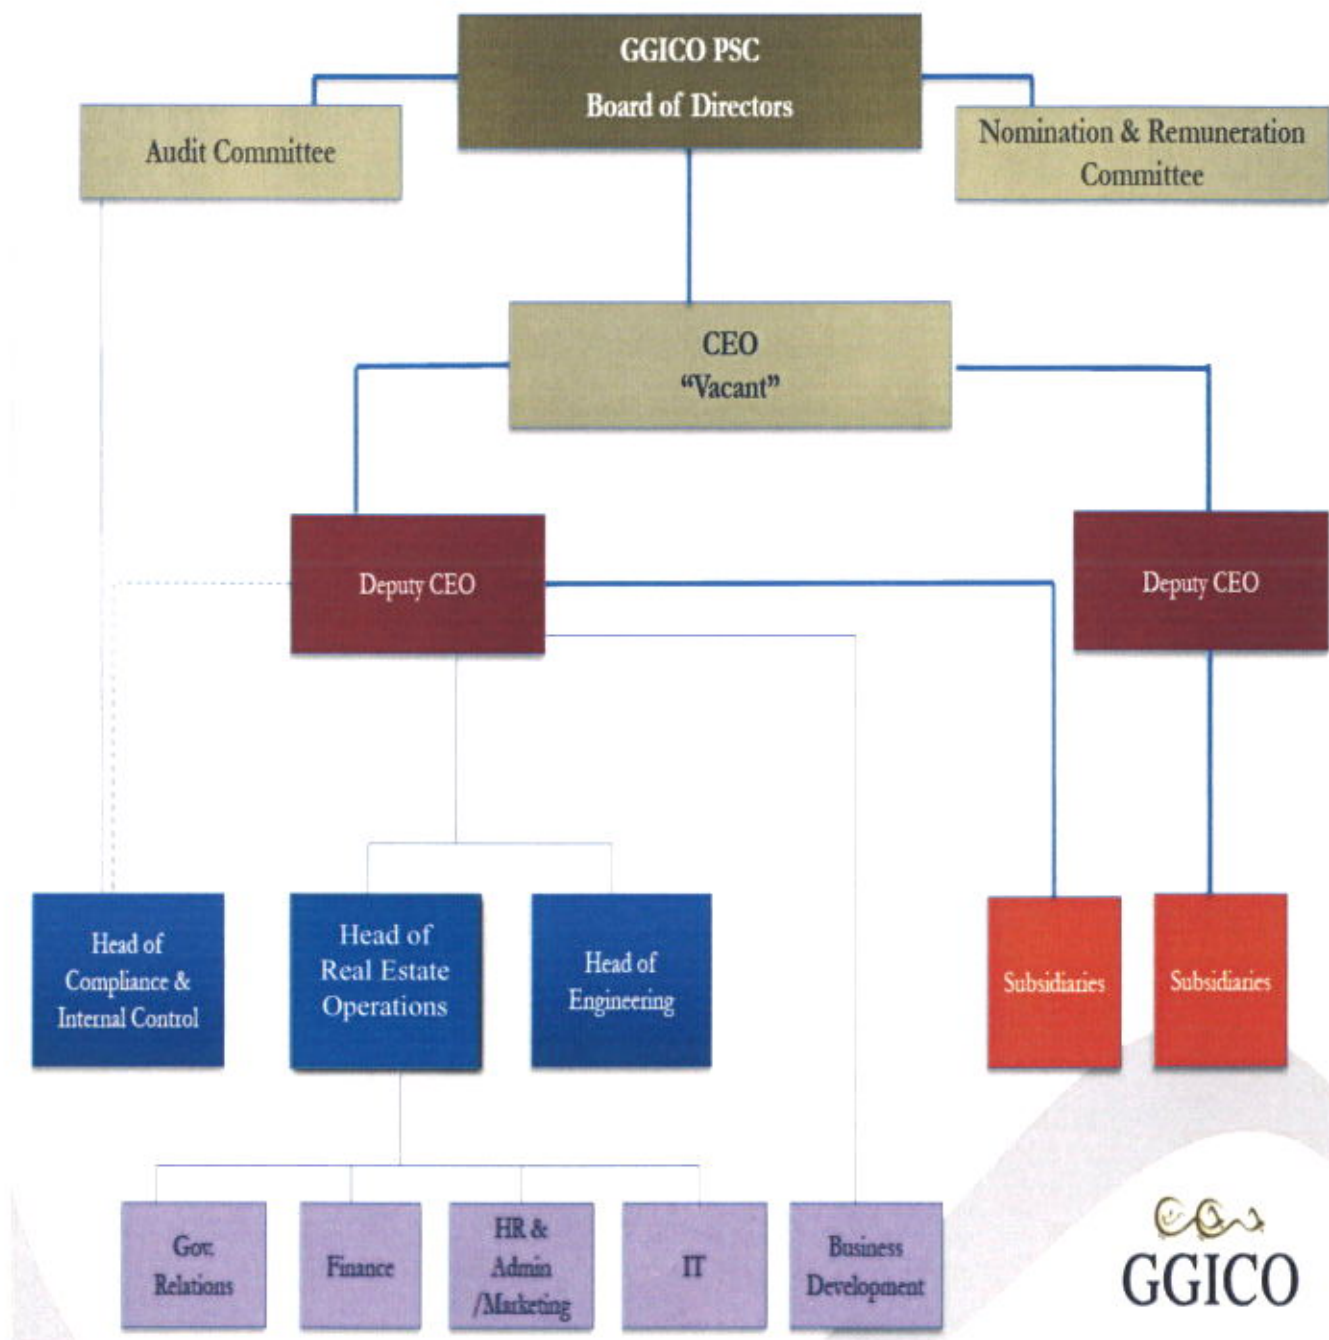 GGICO PSC
Board of Directors
Audit Committee
Nomination & Remuneration
Committee
CEO
“Vacant”
Deputy CEO
Deputy CEO
Head of
Compliance &
Internal Control
Head of
Real Estate
Operations
Head of
Engineering
Subsidiaries
Subsidiaries
Gov.
Relations
Finance
HR &
Admin
/Marketing
IT
Business
Development
GGICO